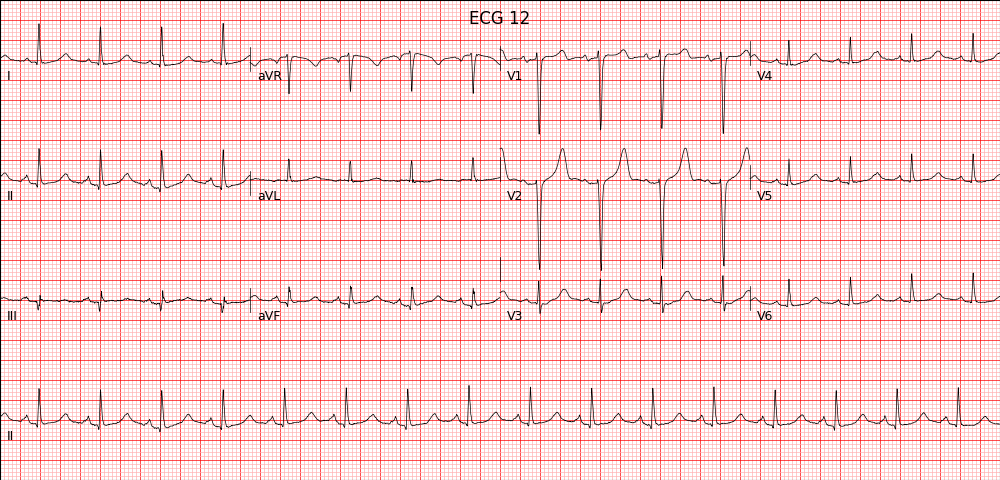 ECG 12
I aVR V1 V4
II aVL V2 V5
III aVF V3 V6
II